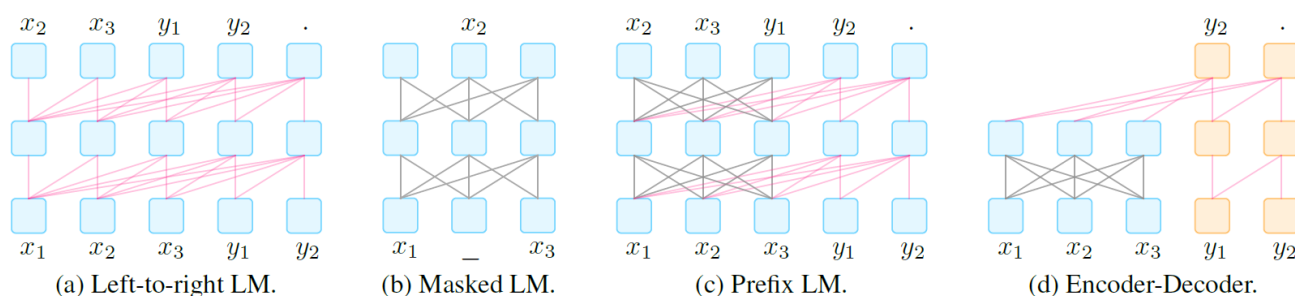 x₂ x₃ y₁ y₂ . x₂ x₂ x₃ y₁ y₂ . y₂ .
x₁ x₂ x₃ y₁ y₂ x₁ _ x₃ x₁ x₂ x₃ y₁ y₂ x₁ x₂ x₃ y₁ y₂
(a) Left-to-right LM. (b) Masked LM. (c) Prefix LM. (d) Encoder-Decoder.